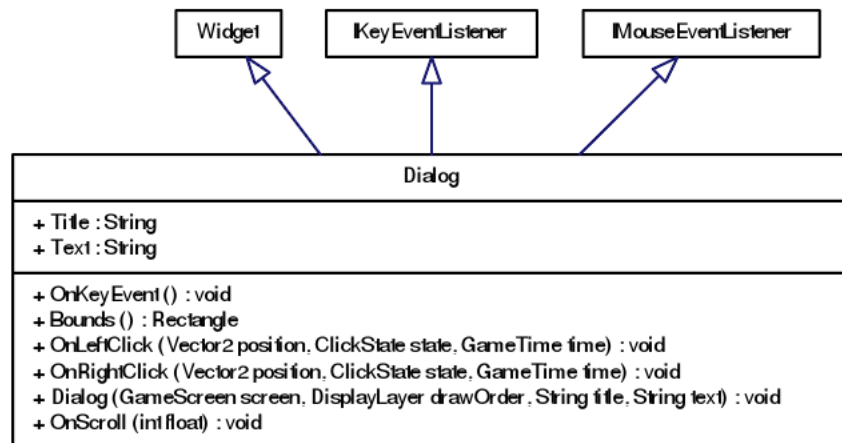 Widget
IKeyEventListener
IMouseEventListener
Dialog
+ Title : String
+ Text : String
+ OnKeyEvent () : void
+ Bounds () : Rectangle
+ OnLeftClick (Vector2 position, ClickState state, GameTime time) : void
+ OnRightClick (Vector2 position, ClickState state, GameTime time) : void
+ Dialog (GameScreen screen, DisplayLayer drawOrder, String title, String text) : void
+ OnScroll (int float) : void